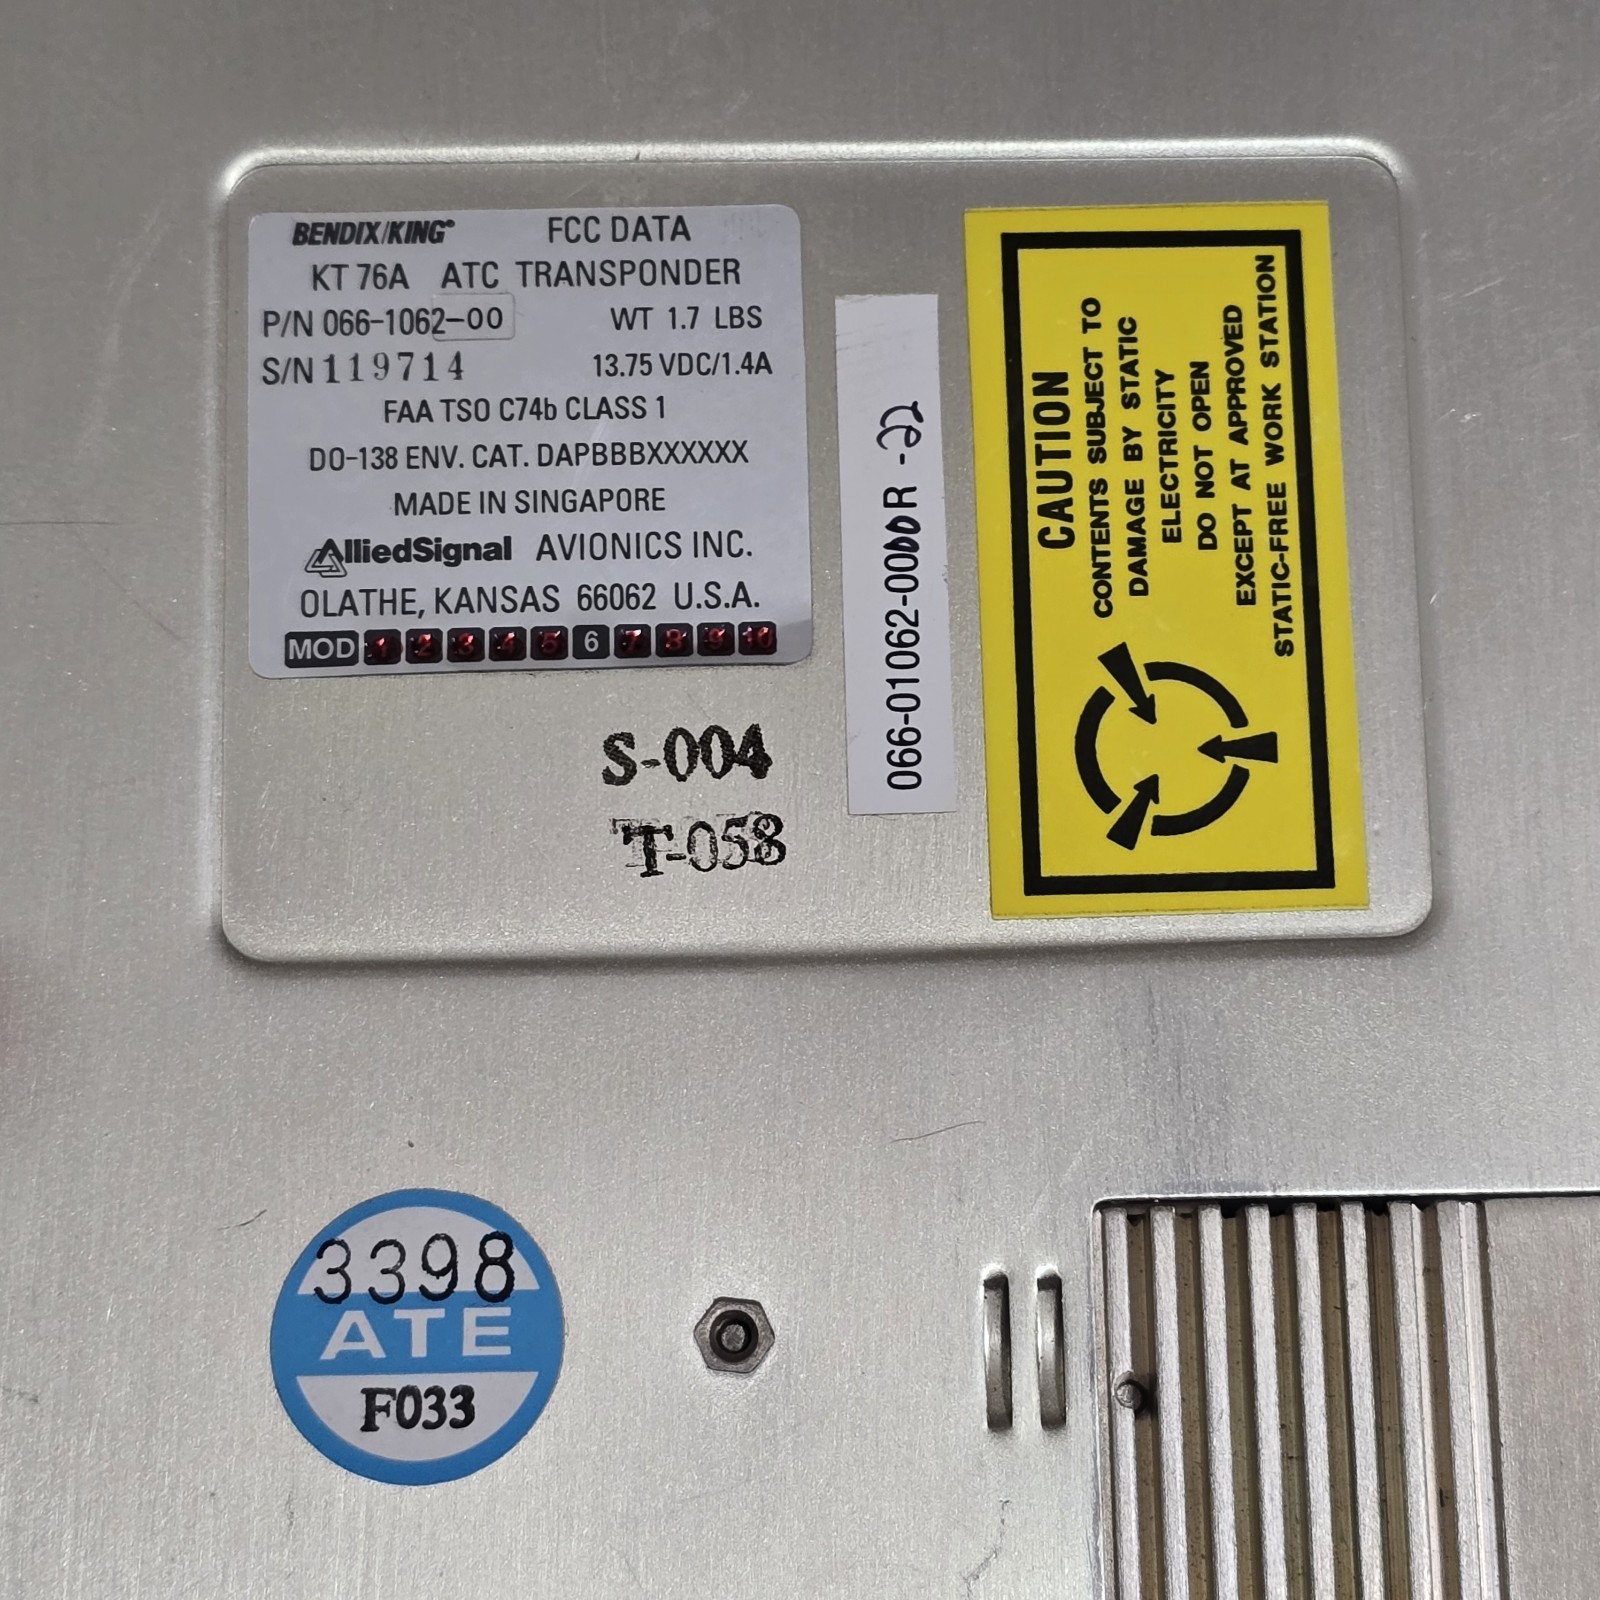 BENDIX/KING® FCC DATA
KT 76A ATC TRANSPONDER
P/N 066-1062-00 WT 1.7 LBS
S/N 119714 13.75 VDC/1.4A
FAA TSO C74b CLASS 1
DO-138 ENV. CAT. DAPBBBXXXXXX
MADE IN SINGAPORE
AlliedSignal AVIONICS INC.
OLATHE, KANSAS 66062 U.S.A.
MOD 1 2 3 4 5 6 7 8 9 10
S-004
T-058
066-01062-0000R -22
CAUTION
CONTENTS SUBJECT TO
DAMAGE BY STATIC
ELECTRICITY
DO NOT OPEN
EXCEPT AT APPROVED
STATIC-FREE WORK STATION
3398
ATE
F033